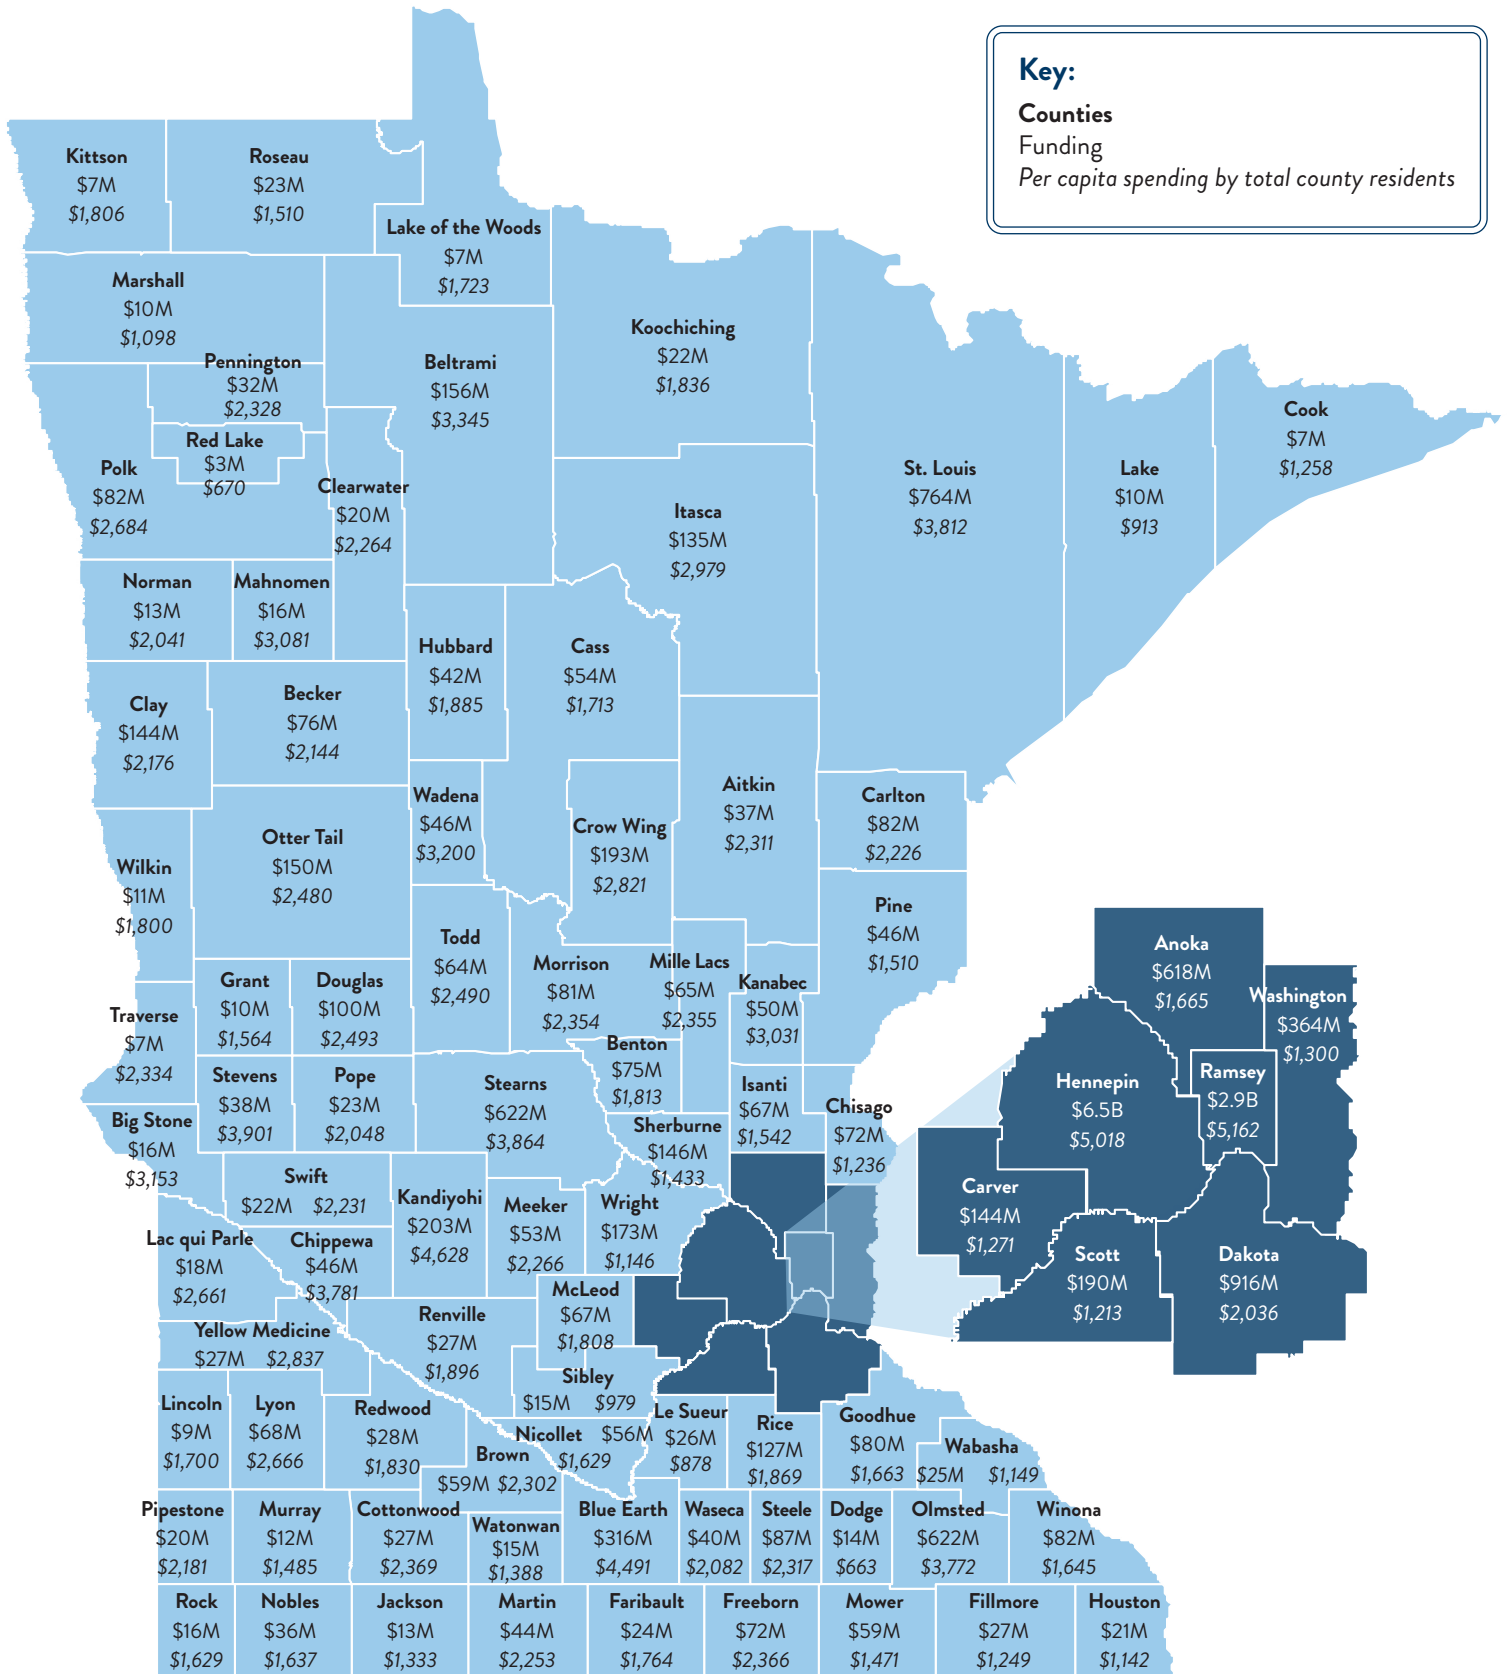 Key:
Counties
Funding
Per capita spending by total county residents
Kittson
$7M
$1,806
Roseau
$23M
$1,510
Lake of the Woods
$7M
$1,723
Marshall
$10M
$1,098
Pennington
$32M
$2,328
Red Lake
$3M
$670
Polk
$82M
$2,684
Clearwater
$20M
$2,264
Beltrami
$156M
$3,345
Koochiching
$22M
$1,836
Itasca
$135M
$2,979
St. Louis
$764M
$3,812
Lake
$10M
$913
Cook
$7M
$1,258
Norman
$13M
$2,041
Mahnomen
$16M
$3,081
Hubbard
$42M
$1,885
Cass
$54M
$1,713
Clay
$144M
$2,176
Becker
$76M
$2,144
Wadena
$46M
$3,200
Crow Wing
$193M
$2,821
Aitkin
$37M
$2,311
Carlton
$82M
$2,226
Wilkin
$11M
$1,800
Otter Tail
$150M
$2,480
Todd
$64M
$2,490
Morrison
$81M
$2,354
Mille Lacs
$65M
$2,355
Kanabec
$50M
$3,031
Pine
$46M
$1,510
Traverse
$7M
$2,334
Grant
$10M
$1,564
Douglas
$100M
$2,493
Benton
$75M
$1,813
Big Stone
$16M
$3,153
Stevens
$38M
$3,901
Pope
$23M
$2,048
Stearns
$622M
$3,864
Sherburne
$146M
$1,433
Isanti
$67M
$1,542
Chisago
$72M
$1,236
Swift
$22M $2,231
Kandiyohi
$203M
$4,628
Meeker
$53M
$2,266
Wright
$173M
$1,146
Lac qui Parle
$18M
$2,661
Chippewa
$46M
$3,781
Renville
$27M
$1,896
McLeod
$67M
$1,808
Yellow Medicine
$27M $2,837
Sibley
$15M $979
Lincoln
$9M
$1,700
Lyon
$68M
$2,666
Redwood
$28M
$1,830
Brown
$59M $2,302
Nicollet $56M
$1,629
Le Sueur
$26M
$878
Rice
$127M
$1,869
Goodhue
$80M
$1,663
Wabasha
$25M $1,149
Pipestone
$20M
$2,181
Murray
$12M
$1,485
Cottonwood
$27M
$2,369
Watonwan
$15M
$1,388
Blue Earth
$316M
$4,491
Waseca
$40M
$2,082
Steele
$87M
$2,317
Dodge
$14M
$663
Olmsted
$622M
$3,772
Winona
$82M
$1,645
Rock
$16M
$1,629
Nobles
$36M
$1,637
Jackson
$13M
$1,333
Martin
$44M
$2,253
Faribault
$24M
$1,764
Freeborn
$72M
$2,366
Mower
$59M
$1,471
Fillmore
$27M
$1,249
Houston
$21M
$1,142
Anoka
$618M
$1,665
Washington
$364M
$1,300
Hennepin
$6.5B
$5,018
Ramsey
$2.9B
$5,162
Carver
$144M
$1,271
Scott
$190M
$1,213
Dakota
$916M
$2,036